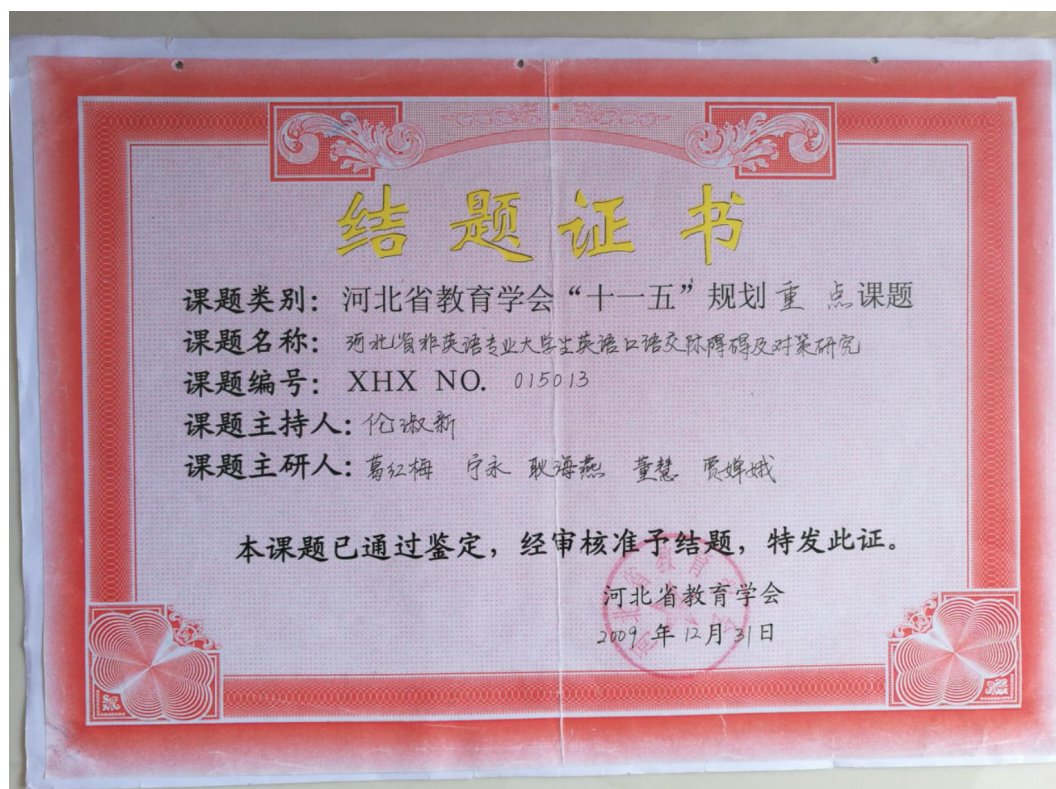 结题证书
课题类别：河北省教育学会“十一五”规划重点课题
课题名称：河北省非英语专业大学生英语口语交际障碍及对策研究
课题编号：XHX NO. 015013
课题主持人：伦淑新
课题主研人：葛红梅 宁永 耿海燕 董慧 贾婵娥
本课题已通过鉴定，经审核准予结题，特发此证。
河北省教育学会
2009年12月31日